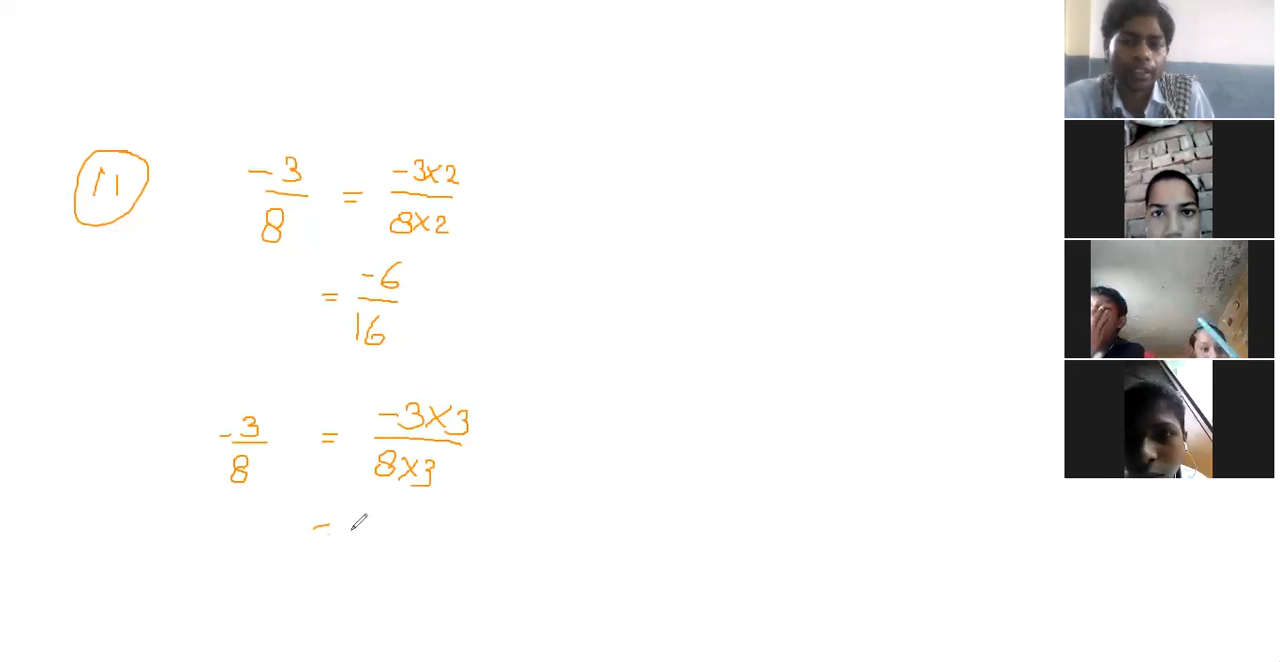 11
-3/8 = -3×2/8×2
= -6/16
-3/8 = -3×3/8×3
=